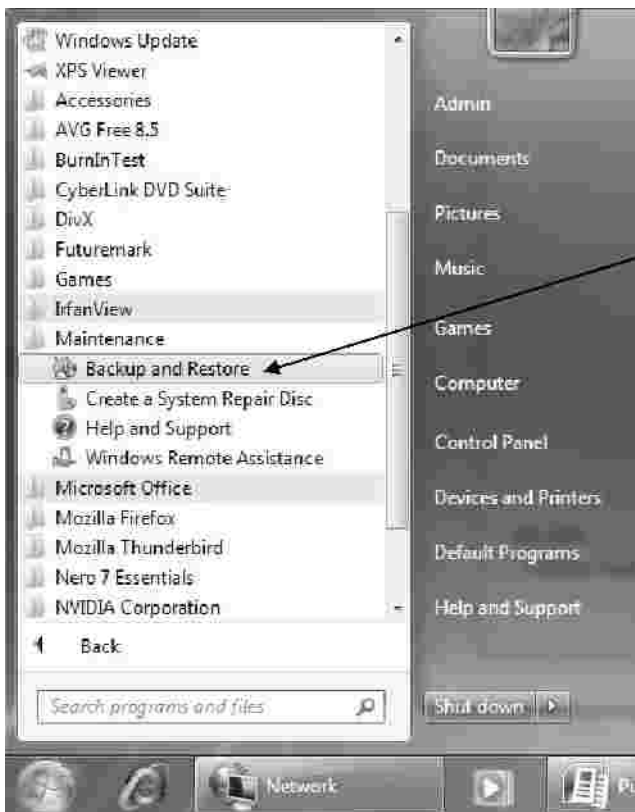 Windows Update
XPS Viewer
Accessories
AVG Free 8.5
BurnInTest
CyberLink DVD Suite
DivX
Futuremark
Games
IrfanView
Maintenance
Backup and Restore
Create a System Repair Disc
Help and Support
Windows Remote Assistance
Microsoft Office
Mozilla Firefox
Mozilla Thunderbird
Nero 7 Essentials
NVIDIA Corporation
Back
Search programs and files
Admin
Documents
Pictures
Music
Games
Computer
Control Panel
Devices and Printers
Default Programs
Help and Support
Shut down
Network